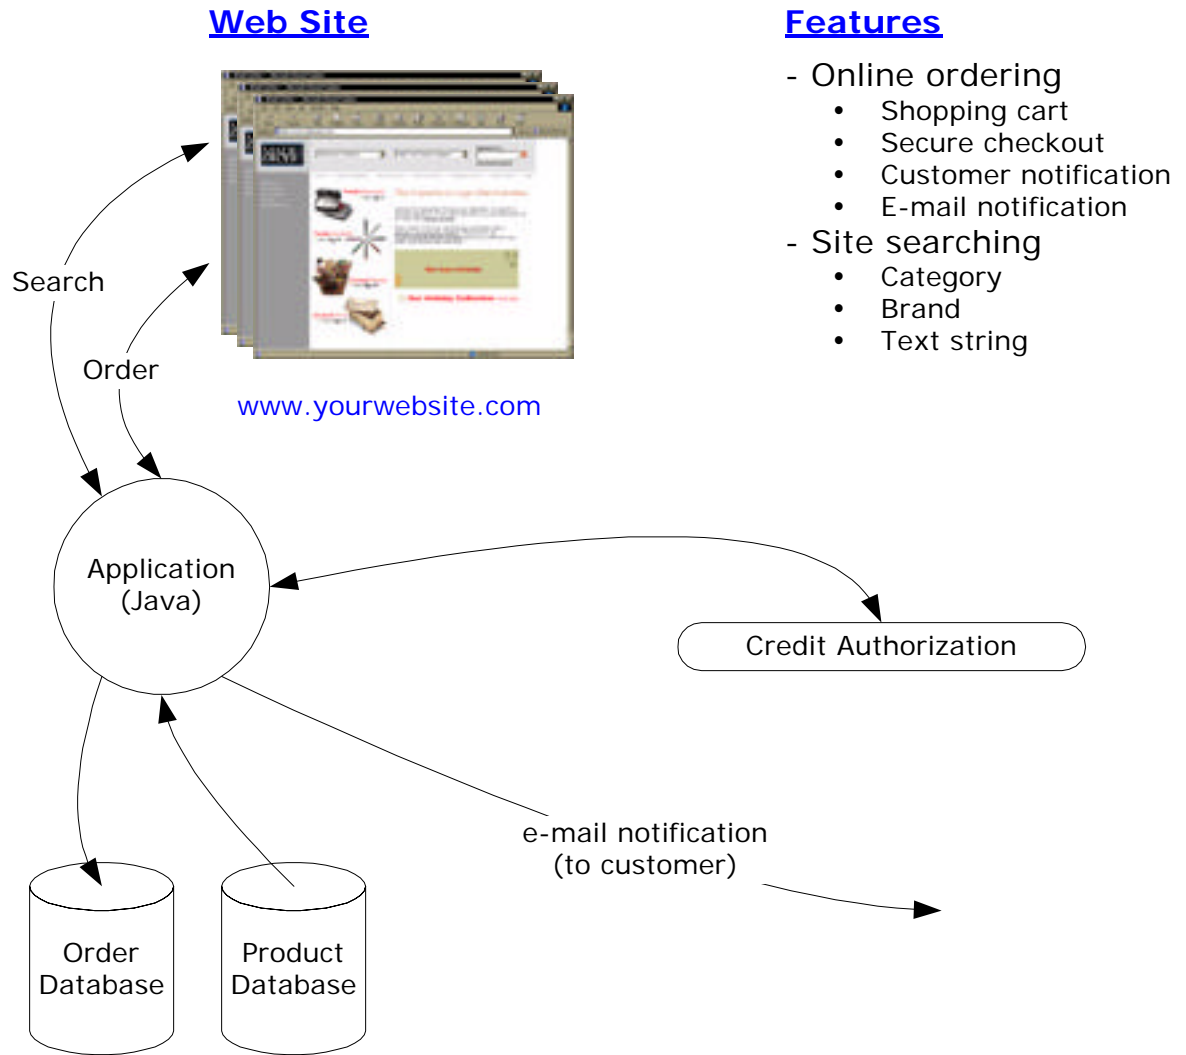 Web Site
Features
- Online ordering
• Shopping cart
• Secure checkout
• Customer notification
• E-mail notification
- Site searching
• Category
• Brand
• Text string
Search
Order
www.yourwebsite.com
Application
(Java)
Credit Authorization
e-mail notification
(to customer)
Order
Database
Product
Database